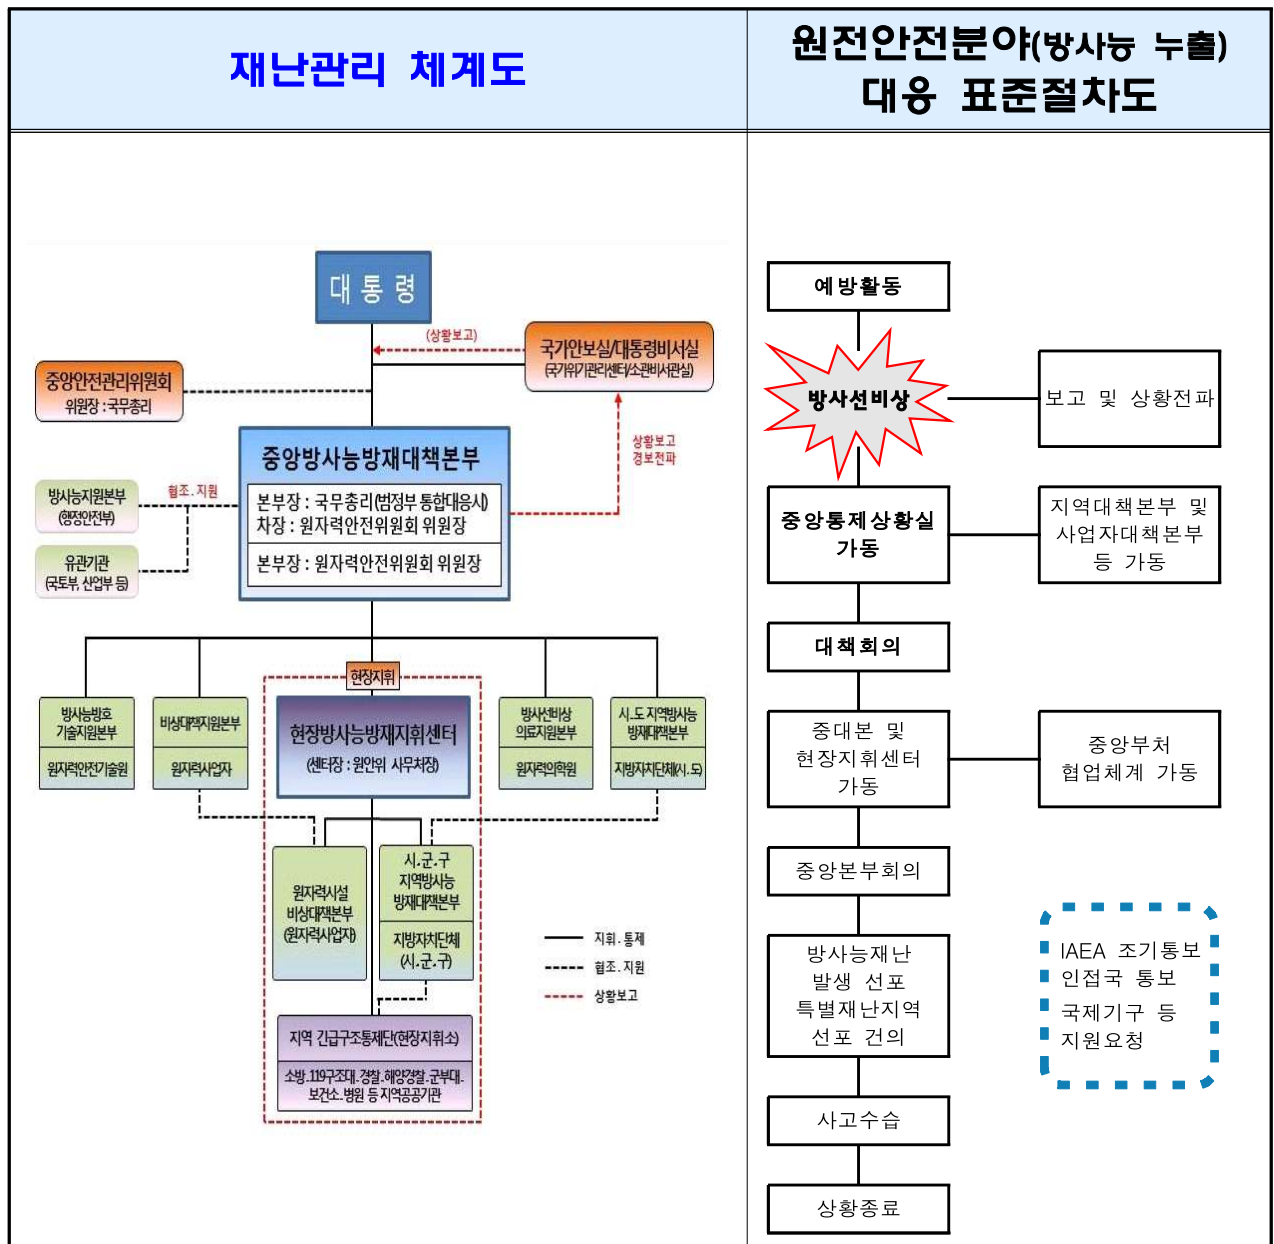 재난관리 체계도
원전안전분야(방사능 누출)
대응 표준절차도
대통령
(상황보고)
국가안보실/대통령비서실
(국가위기관리센터/소관비서관실)
중앙안전관리위원회
위원장 : 국무총리
상황보고
경보전파
중앙방사능방재대책본부
본부장 : 국무총리(범정부 통합대응시)
차장 : 원자력안전위원회 위원장
본부장 : 원자력안전위원회 위원장
방사능지원본부
(행정안전부)
협조.지원
유관기관
(국토부, 산업부 등)
현장지휘
방사능방호
기술지원본부
원자력안전기술원
비상대책지원본부
원자력사업자
현장방사능방재지휘센터
(센터장 : 원안위 사무처장)
방사선비상
의료지원본부
원자력의학원
시.도 지역방사능
방재대책본부
지방자치단체(시.도)
원자력시설
비상대책본부
(원자력사업자)
시.군.구
지역방사능
방재대책본부
지방자치단체
(시.군.구)
지휘.통제
협조.지원
상황보고
지역 긴급구조통제단(현장지휘소)
소방.119구조대.경찰.해양경찰.군부대.
보건소.병원 등 지역공공기관
예방활동
방사선비상
보고 및 상황전파
중앙통제상황실
가동
지역대책본부 및
사업자대책본부
등 가동
대책회의
중대본 및
현장지휘센터
가동
중앙부처
협업체계 가동
중앙본부회의
방사능재난
발생 선포
특별재난지역
선포 건의
IAEA 조기통보
인접국 통보
국제기구 등
지원요청
사고수습
상황종료